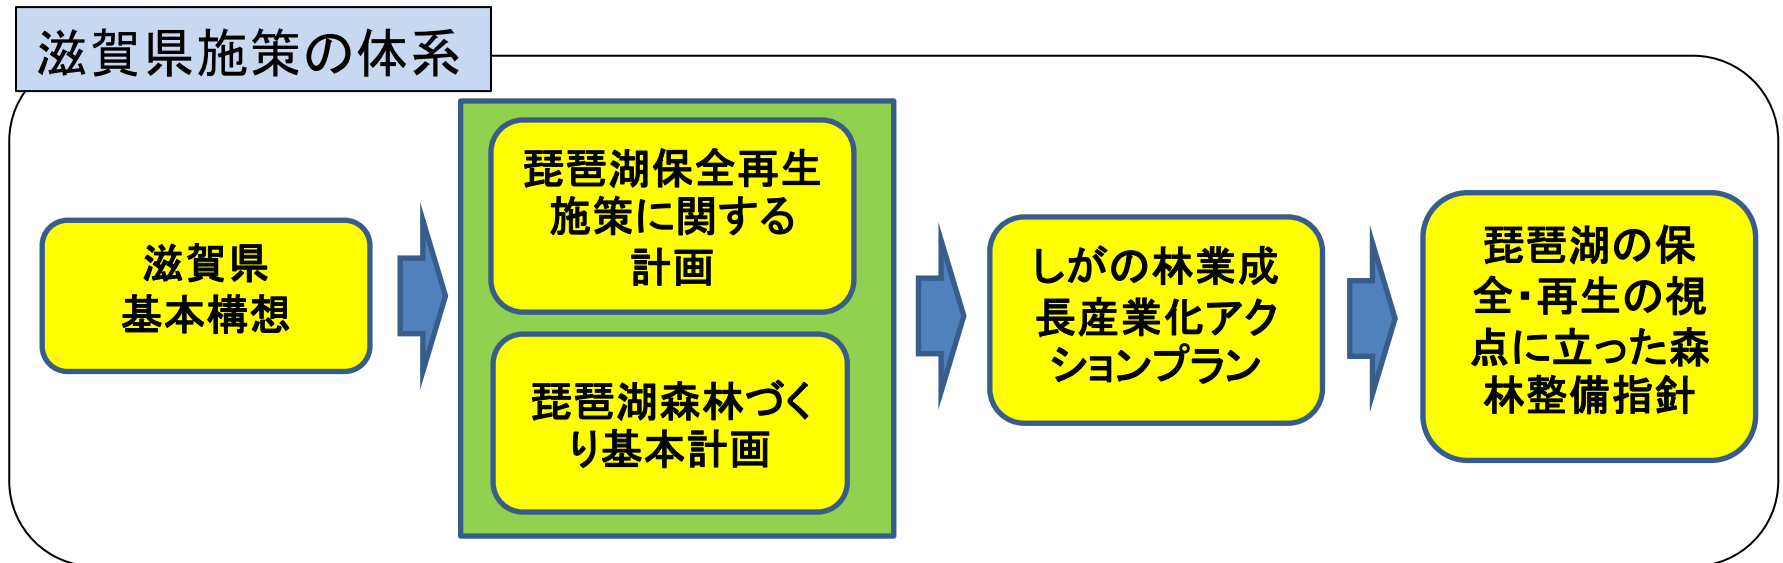 滋賀県施策の体系
滋賀県
基本構想
琵琶湖保全再生
施策に関する
計画
琵琶湖森林づく
り基本計画
しがの林業成
長産業化アク
ションプラン
琵琶湖の保
全・再生の視
点に立った森
林整備指針